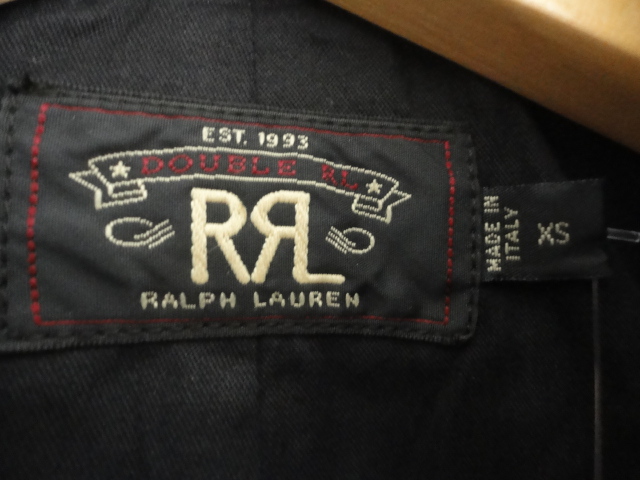 EST. 1993
DOUBLE RL
RRL
RALPH LAUREN
MADE IN
ITALY
XS